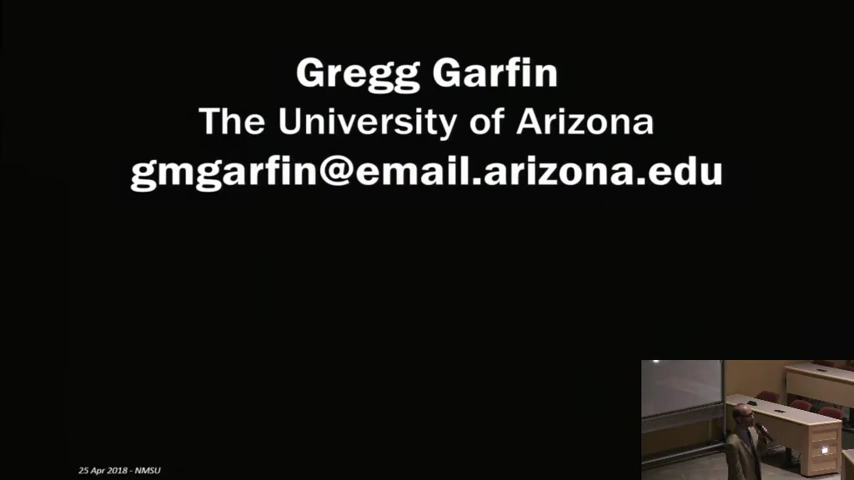 Gregg Garfin
The University of Arizona
gmgarfin@email.arizona.edu
25 Apr 2018 - NMSU